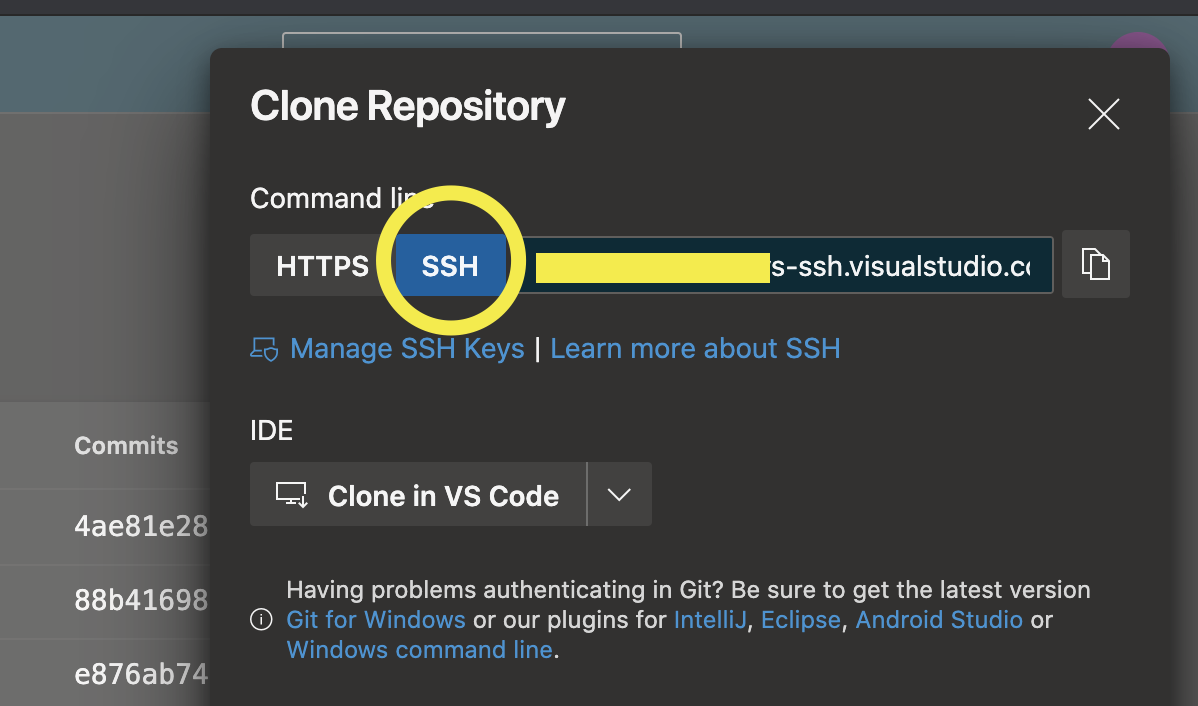 Clone Repository
Command line
HTTPS SSH s-ssh.visualstudio.co
Manage SSH Keys | Learn more about SSH
IDE
Clone in VS Code
Having problems authenticating in Git? Be sure to get the latest version
Git for Windows or our plugins for IntelliJ, Eclipse, Android Studio or
Windows command line.
Commits
4ae81e28
88b41698
e876ab74